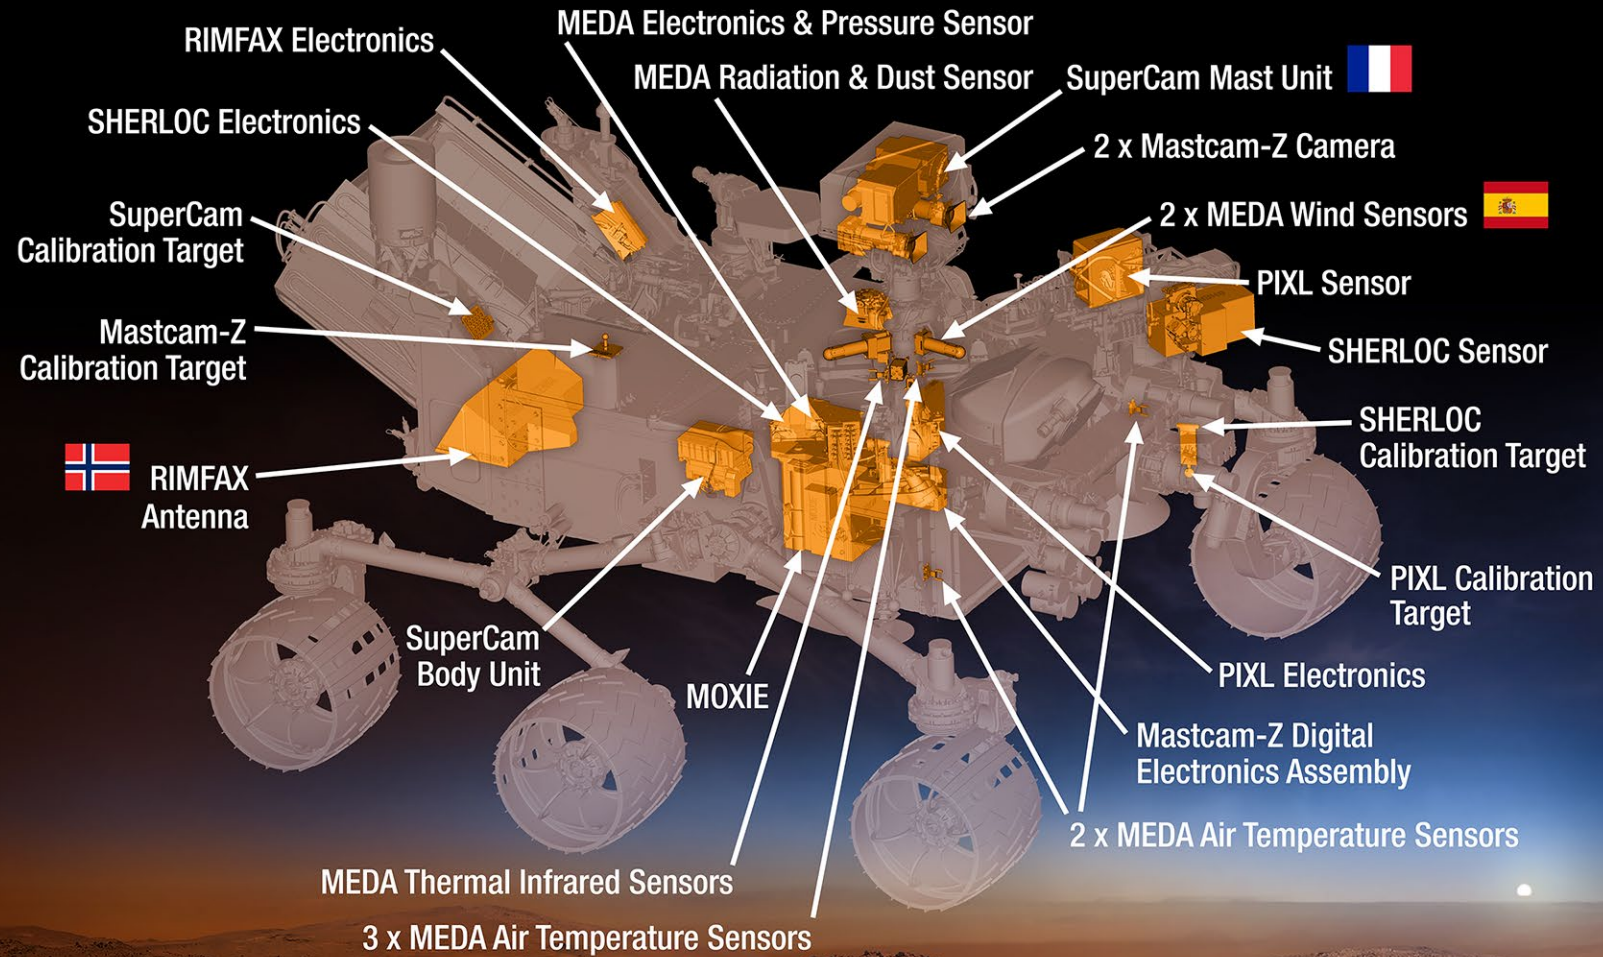 MEDA Electronics & Pressure Sensor
RIMFAX Electronics
MEDA Radiation & Dust Sensor
SuperCam Mast Unit
SHERLOC Electronics
2 x Mastcam-Z Camera
SuperCam
Calibration Target
2 x MEDA Wind Sensors
PIXL Sensor
Mastcam-Z
Calibration Target
SHERLOC Sensor
SHERLOC
Calibration Target
RIMFAX
Antenna
PIXL Calibration
Target
SuperCam
Body Unit
MOXIE
PIXL Electronics
Mastcam-Z Digital
Electronics Assembly
2 x MEDA Air Temperature Sensors
MEDA Thermal Infrared Sensors
3 x MEDA Air Temperature Sensors